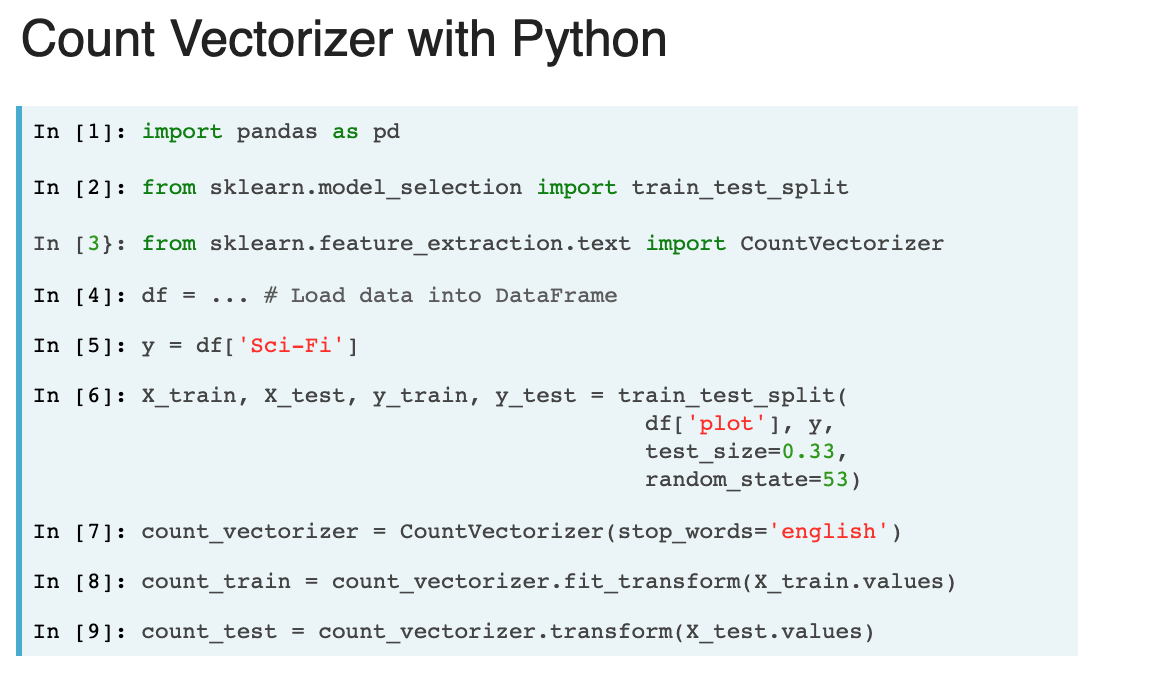 Count Vectorizer with Python
In [1]: import pandas as pd
In [2]: from sklearn.model_selection import train_test_split
In [3}: from sklearn.feature_extraction.text import CountVectorizer
In [4]: df = ... # Load data into DataFrame
In [5]: y = df['Sci-Fi']
In [6]: X_train, X_test, y_train, y_test = train_test_split(
df['plot'], y,
test_size=0.33,
random_state=53)
In [7]: count_vectorizer = CountVectorizer(stop_words='english')
In [8]: count_train = count_vectorizer.fit_transform(X_train.values)
In [9]: count_test = count_vectorizer.transform(X_test.values)